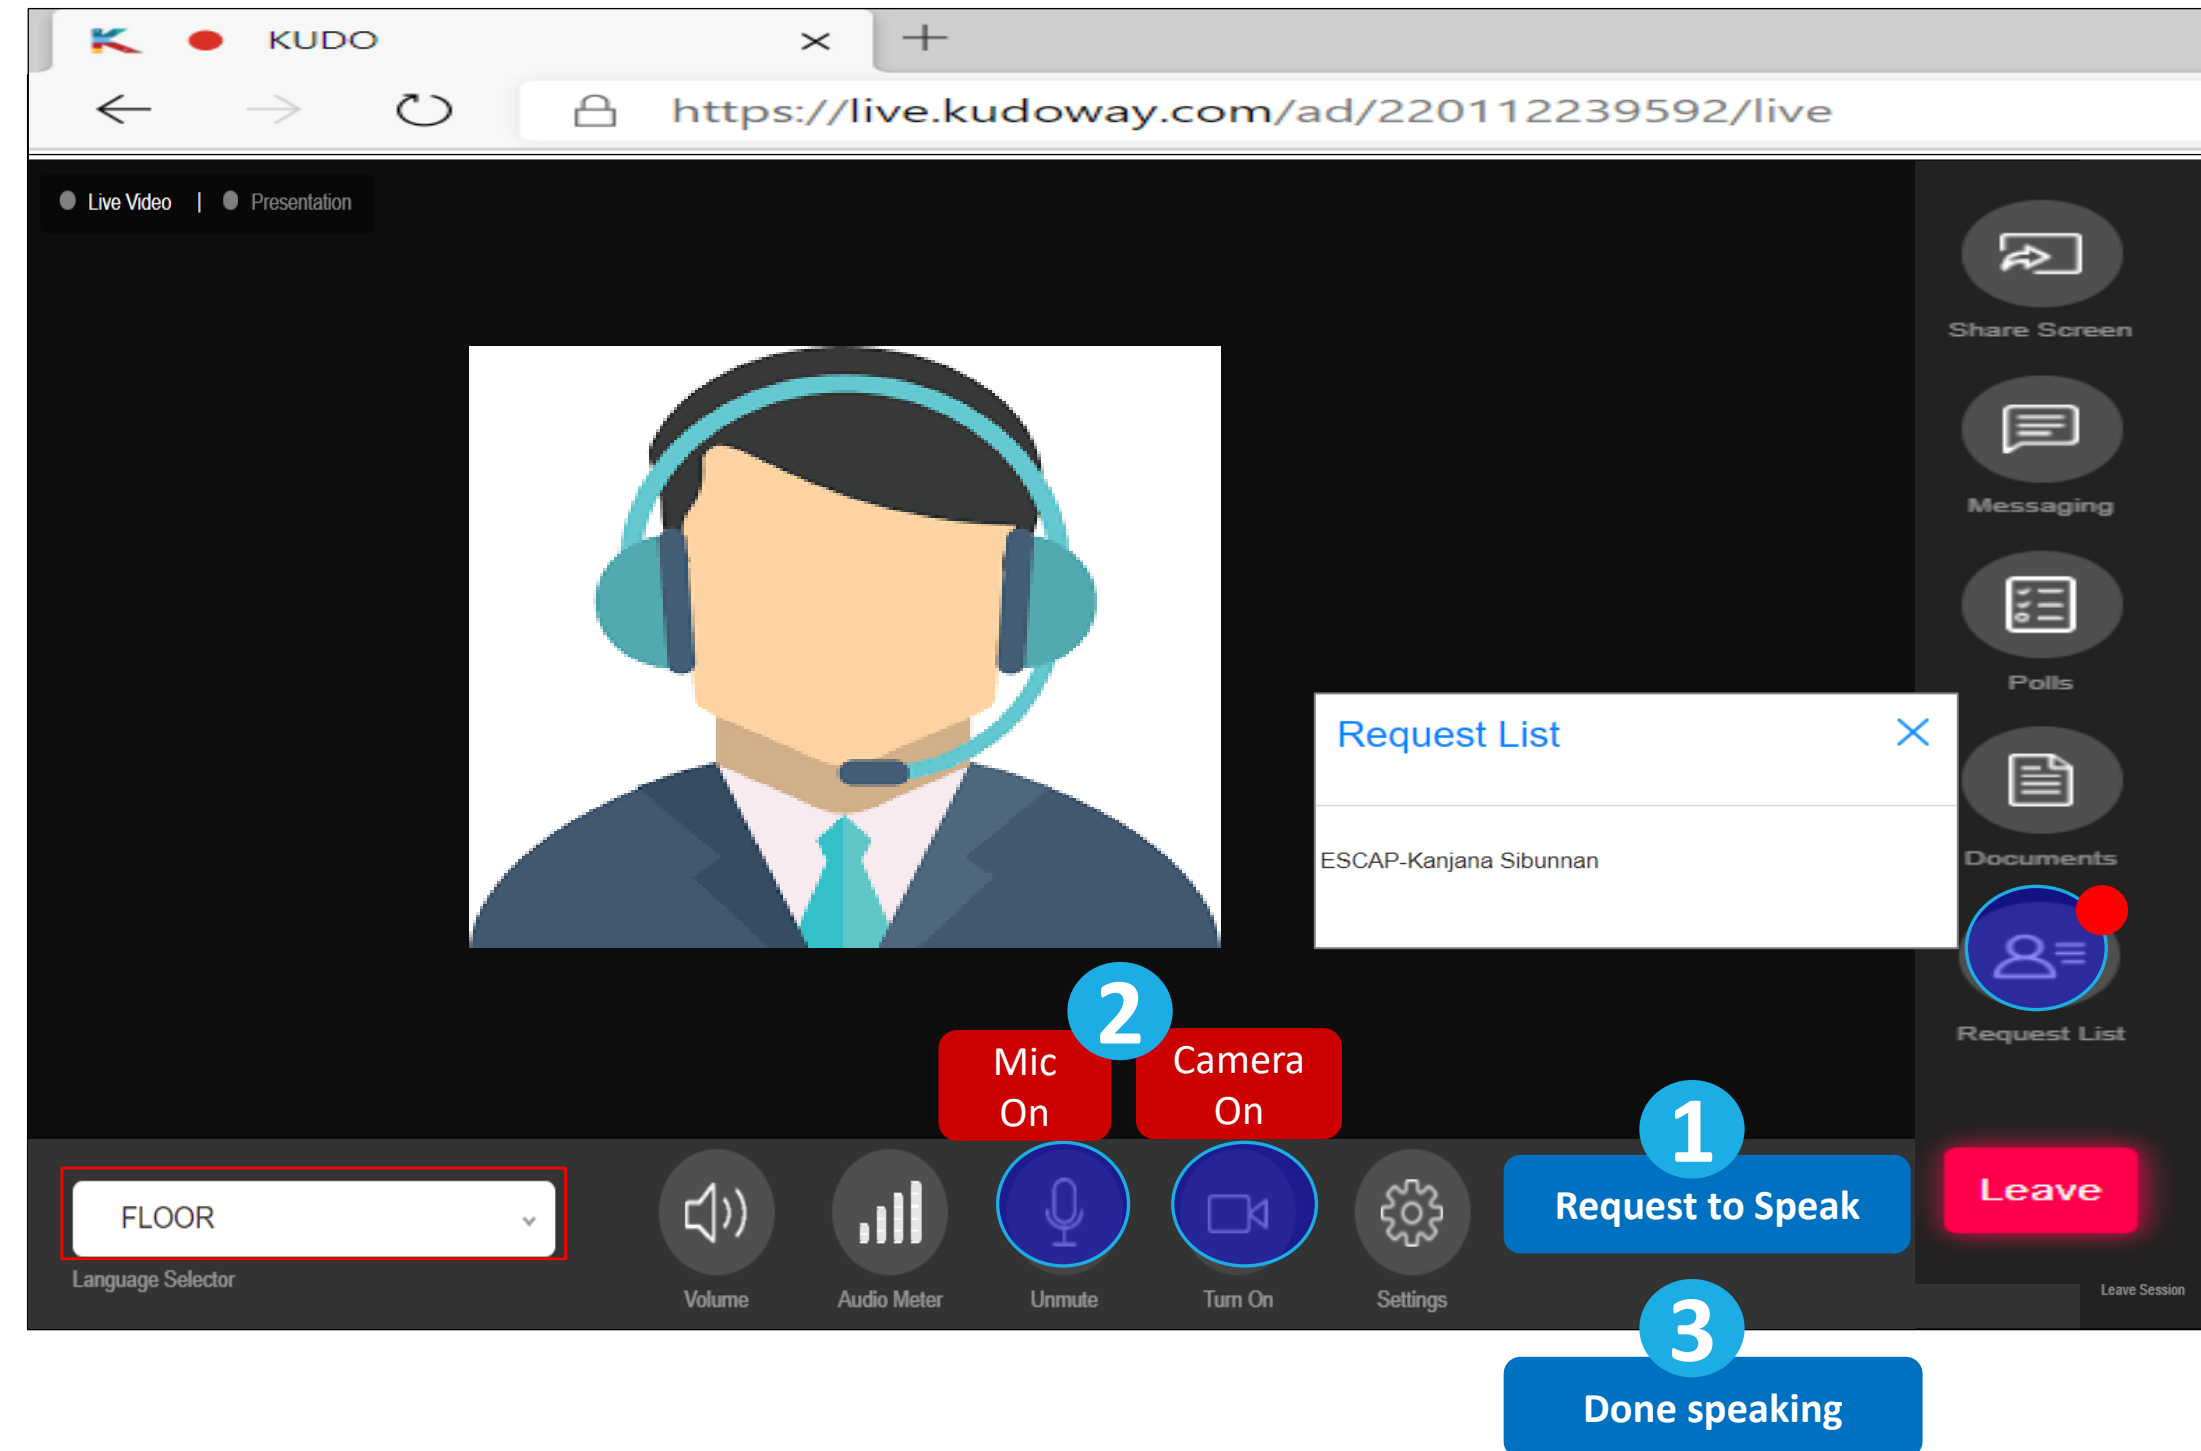 KUDO
https://live.kudoway.com/ad/220112239592/live
Live Video | Presentation
Share Screen
Messaging
Polls
Request List
ESCAP-Kanjana Sibunnan
Documents
Request List
2
Mic
On
Camera
On
1
Request to Speak
Leave
FLOOR
Language Selector
Volume
Audio Meter
Unmute
Turn On
Settings
Leave Session
3
Done speaking